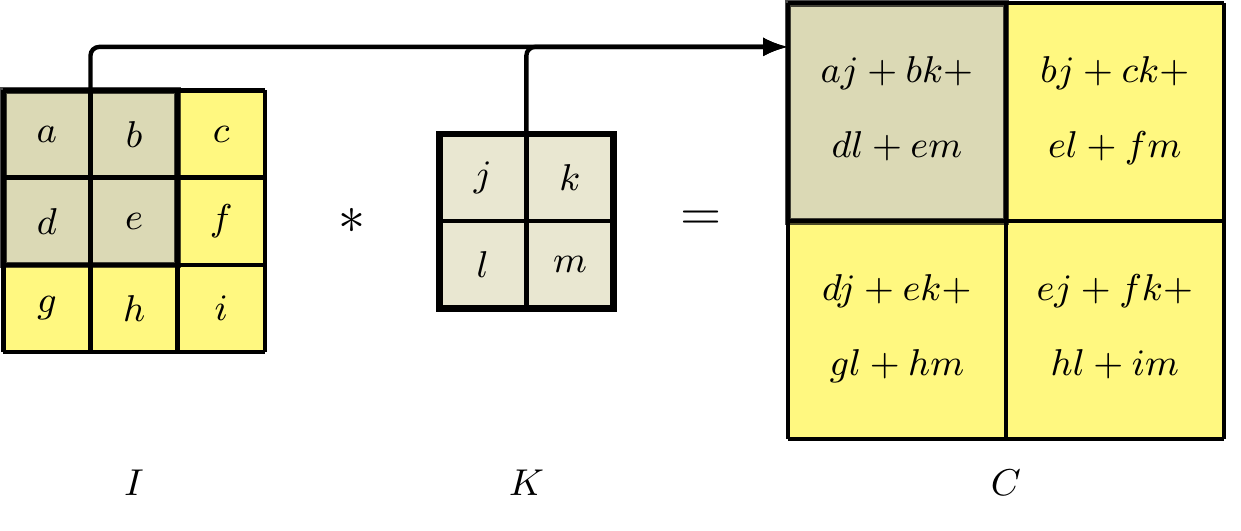 a b c
d e f
g h i
*
j k
l m
=
aj + bk+
dl + em
bj + ck+
el + fm
dj + ek+
gl + hm
ej + fk+
hl + im
I
K
C